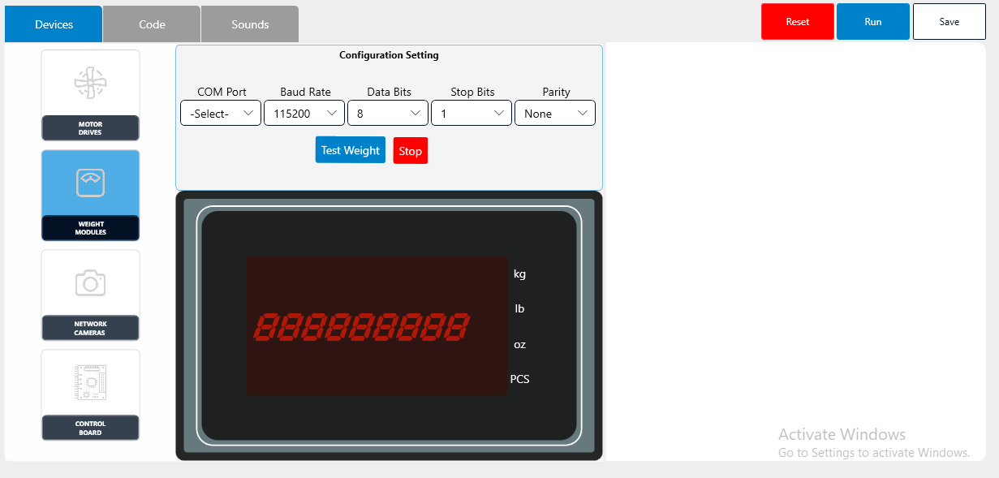 Devices
Code
Sounds
Reset
Run
Save
MOTOR
DRIVES
WEIGHT
MODULES
NETWORK
CAMERAS
CONTROL
BOARD
Configuration Setting
COM Port
Baud Rate
Data Bits
Stop Bits
Parity
-Select-
115200
8
1
None
Test Weight
Stop
888888888
kg
lb
oz
PCS
Activate Windows
Go to Settings to activate Windows.